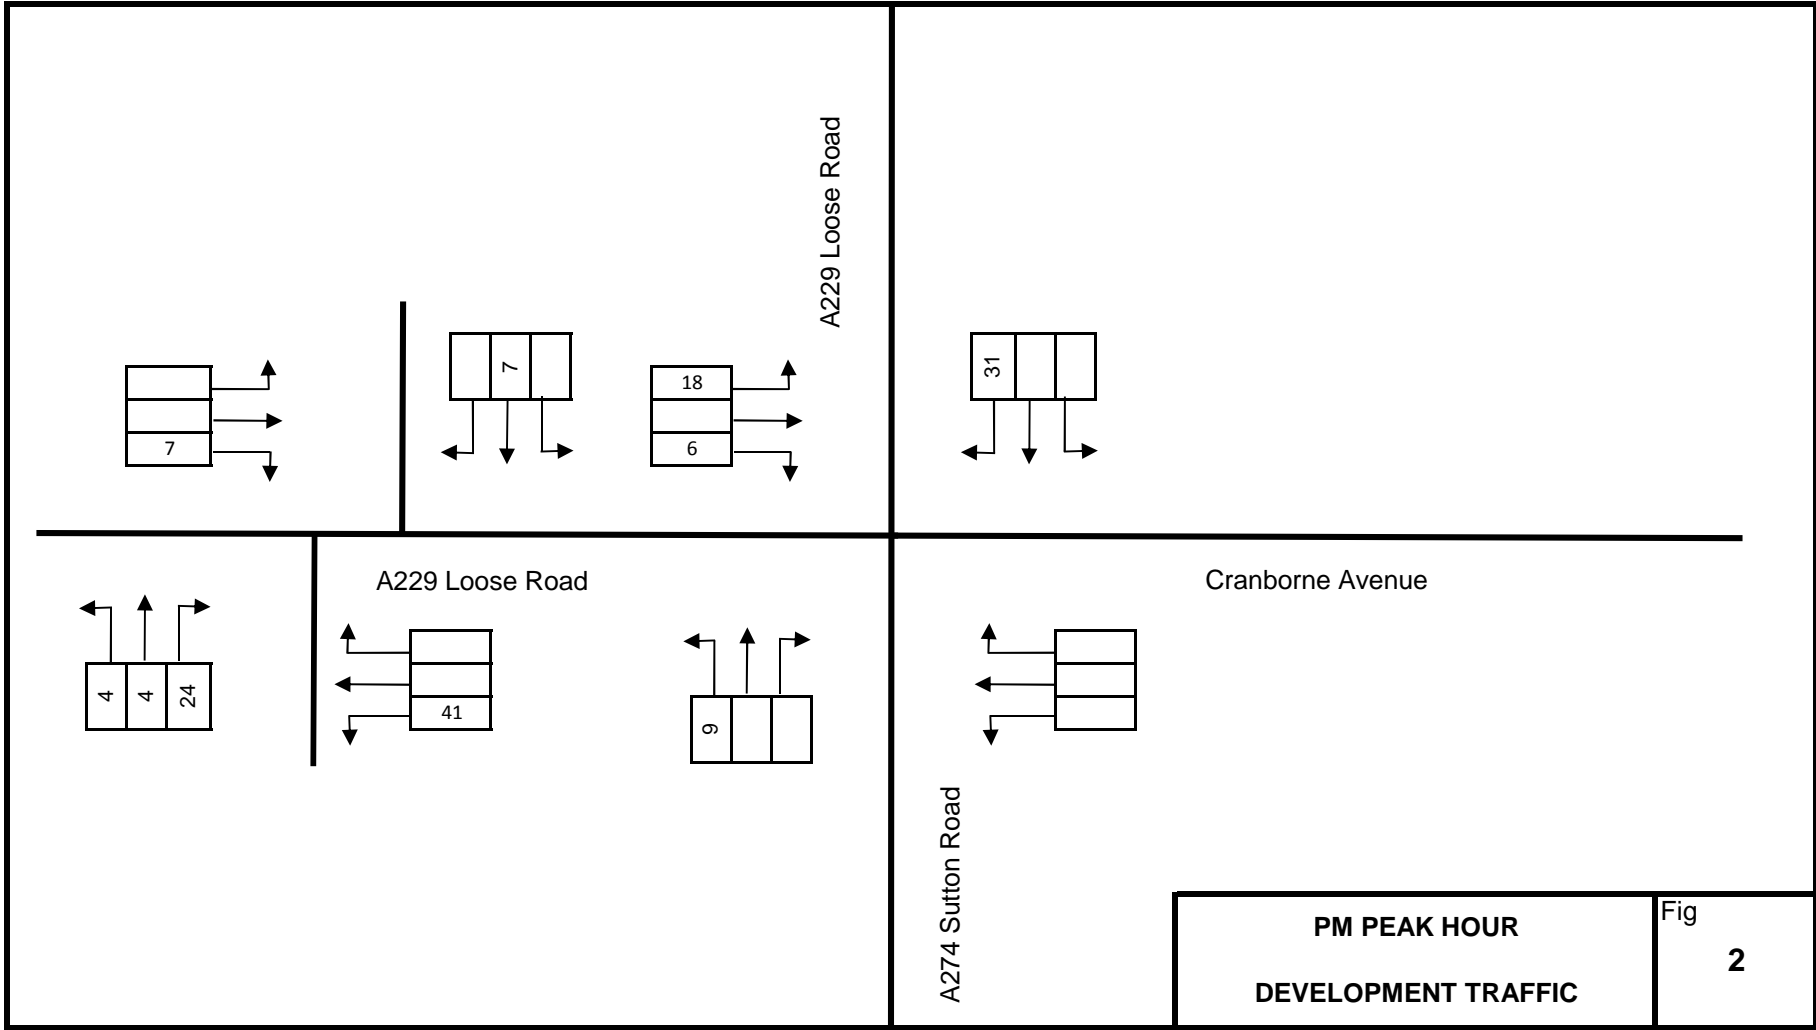 A229 Loose Road
7
31
18
7
6
A229 Loose Road
Cranborne Avenue
4
4
24
41
9
A274 Sutton Road
PM PEAK HOUR
DEVELOPMENT TRAFFIC
Fig
2